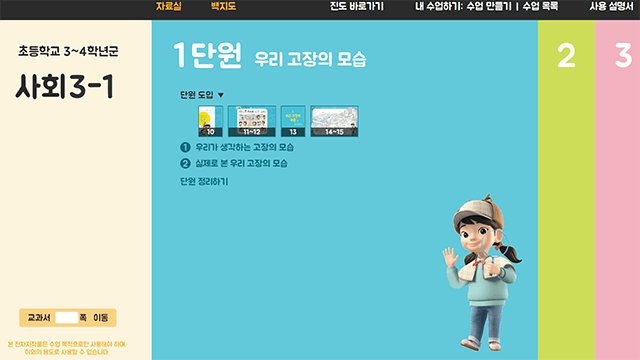 자료실 백지도 진도 바로가기 내 수업하기: 수업 만들기 | 수업 목록 사용 설명서
초등학교 3~4학년군
사회 3-1
1단원 우리 고장의 모습
2
3
단원 도입 ▼
10 11~12 13 14~15
1 우리가 생각하는 고장의 모습
2 실제로 본 우리 고장의 모습
단원 정리하기
교과서 쪽 이동
본 전자저작물은 수업 목적으로만 사용해야 하며,
이외의 용도로 사용할 수 없습니다.